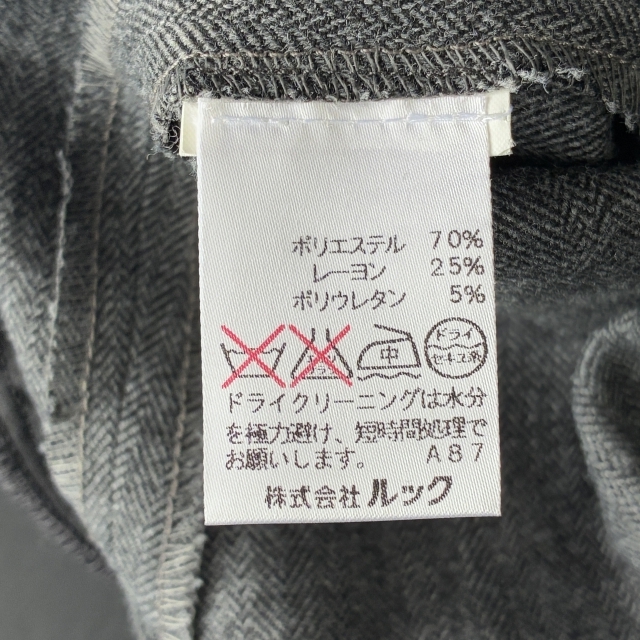 ポリエステル 70%
レーヨン 25%
ポリウレタン 5%
中 ドライ
セキユ系
ドライクリーニングは水分
を極力避け、短時間処理で
お願いします。 A87
株式会社 ルック